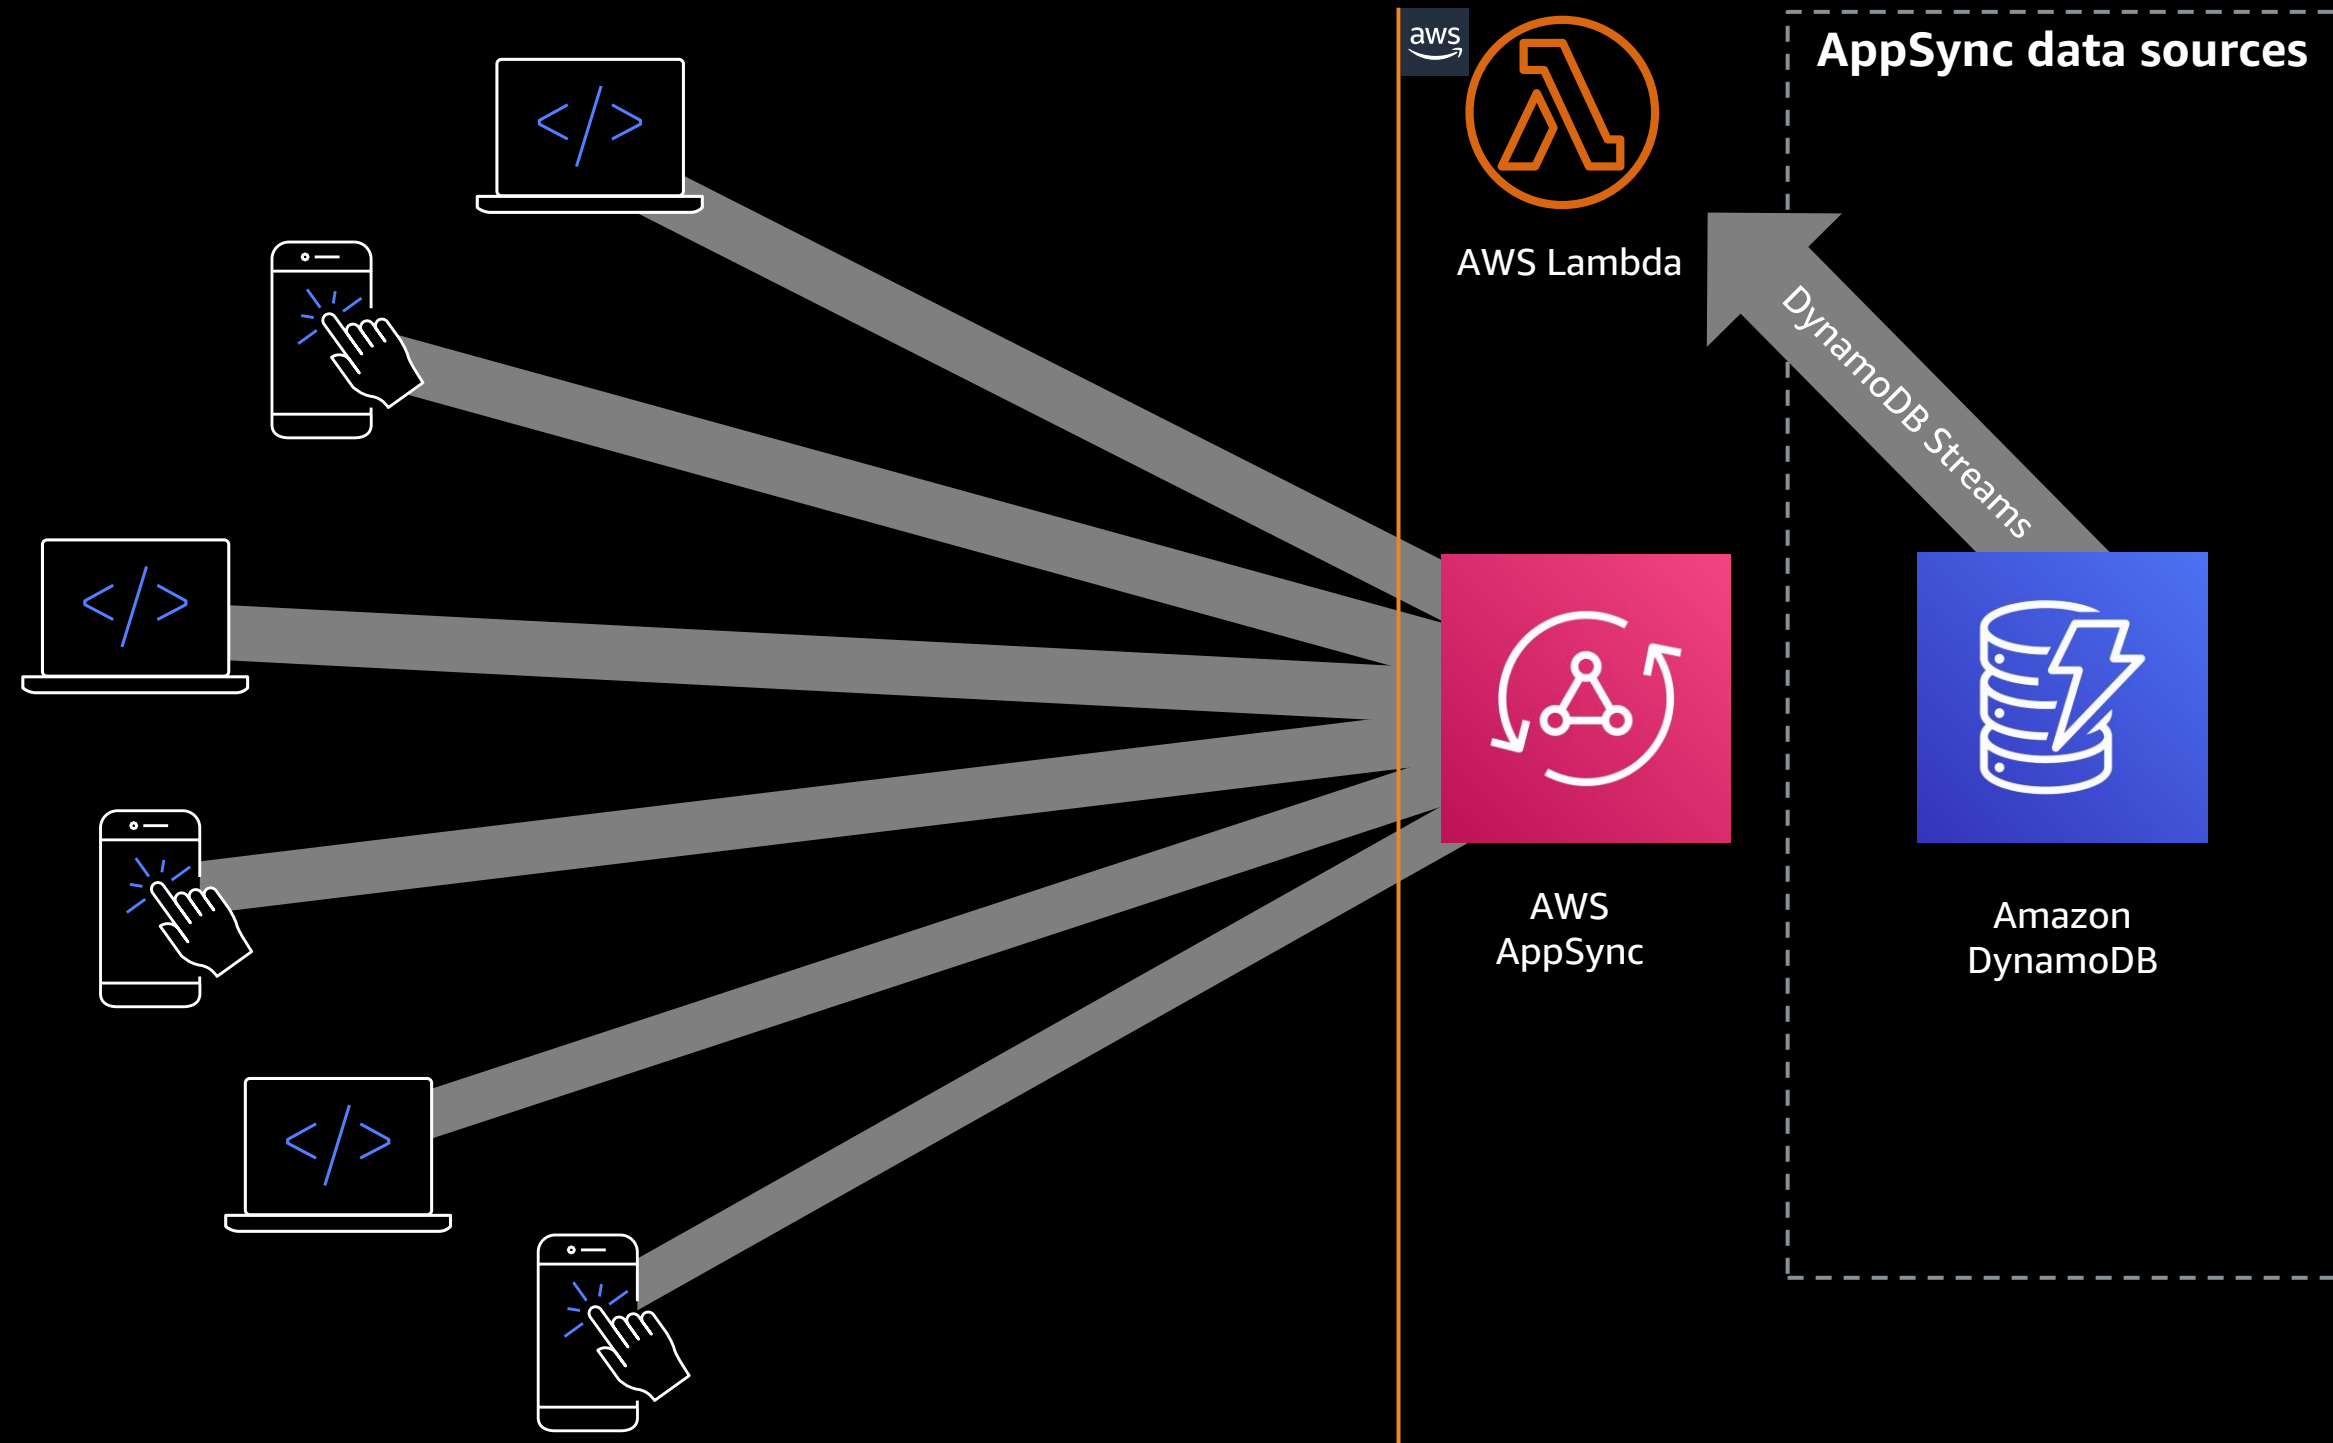 aws
AppSync data sources
AWS Lambda
DynamoDB Streams
AWS
AppSync
Amazon
DynamoDB